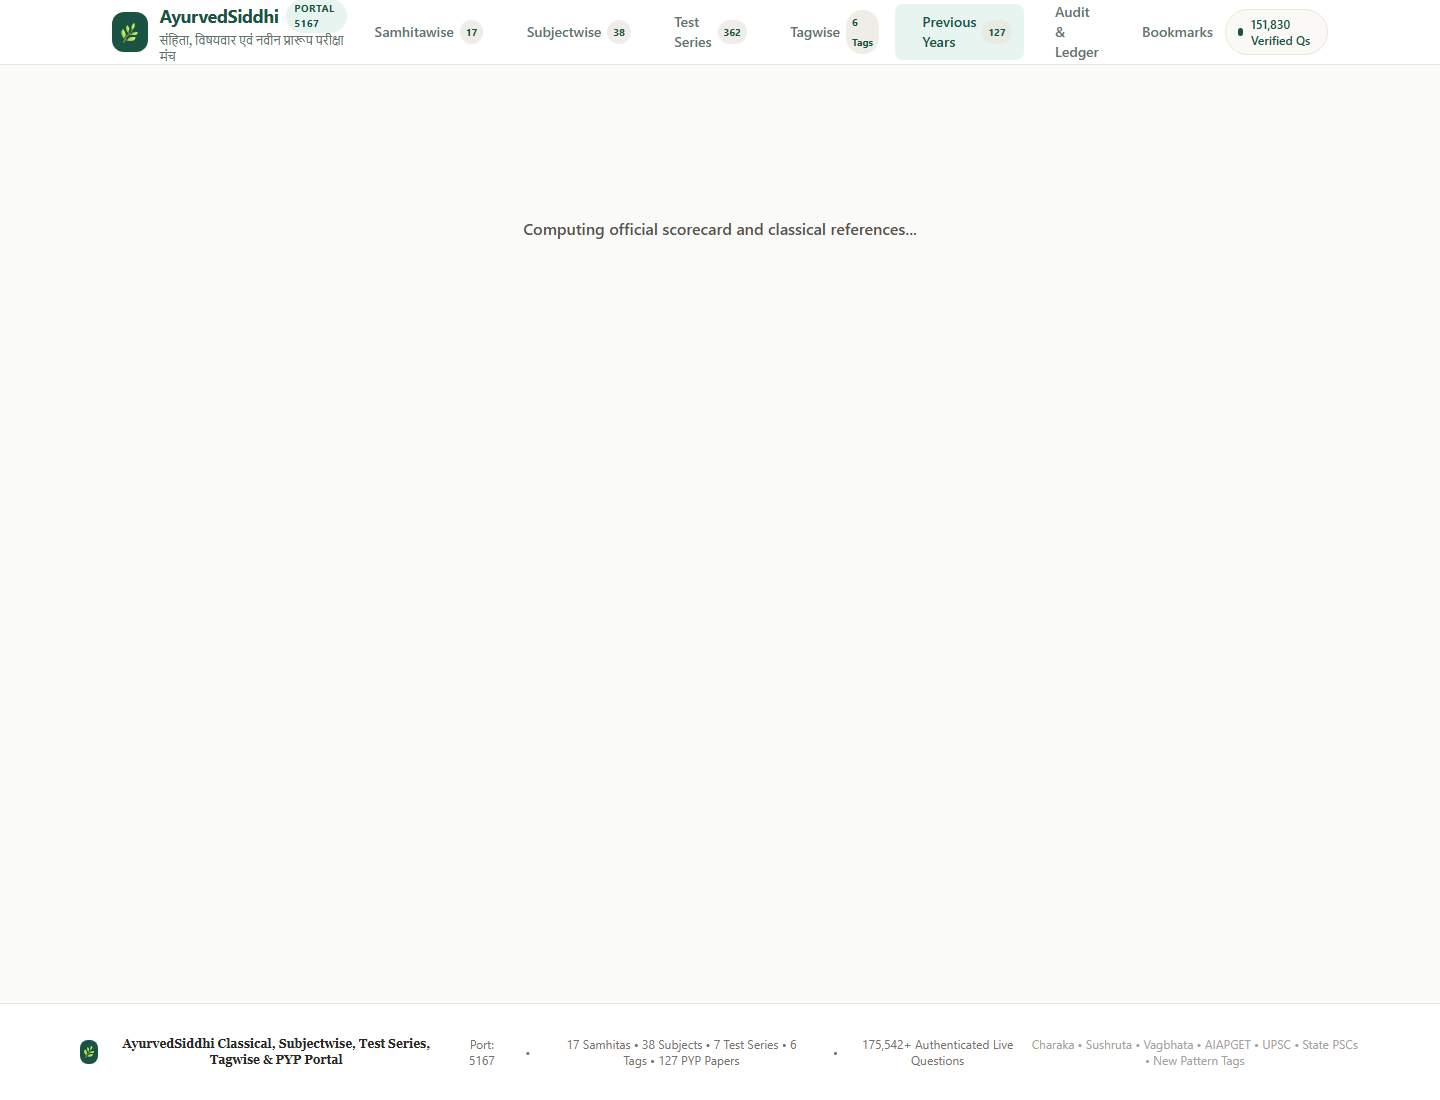 AyurvedSiddhi
PORTAL
5167
संहिता, विषयवार एवं नवीन प्रारूप परीक्षा
मंच
Samhitawise 17
Subjectwise 38
Test
Series 362
Tagwise 6
Tags
Previous
Years 127
Audit
&
Ledger
Bookmarks
151,830
Verified Qs
Computing official scorecard and classical references...
AyurvedSiddhi Classical, Subjectwise, Test Series,
Tagwise & PYP Portal
Port:
5167
•
17 Samhitas • 38 Subjects • 7 Test Series • 6
Tags • 127 PYP Papers
•
175,542+ Authenticated Live
Questions
Charaka • Sushruta • Vagbhata • AIAPGET • UPSC • State PSCs
• New Pattern Tags